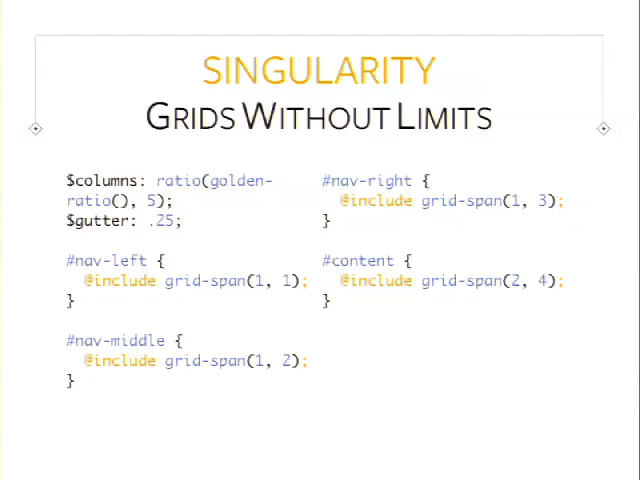 SINGULARITY
GRIDS WITHOUT LIMITS
$columns: ratio(golden-
ratio(), 5);
$gutter: .25;
#nav-left {
@include grid-span(1, 1);
}
#nav-middle {
@include grid-span(1, 2);
}
#nav-right {
@include grid-span(1, 3);
}
#content {
@include grid-span(2, 4);
}